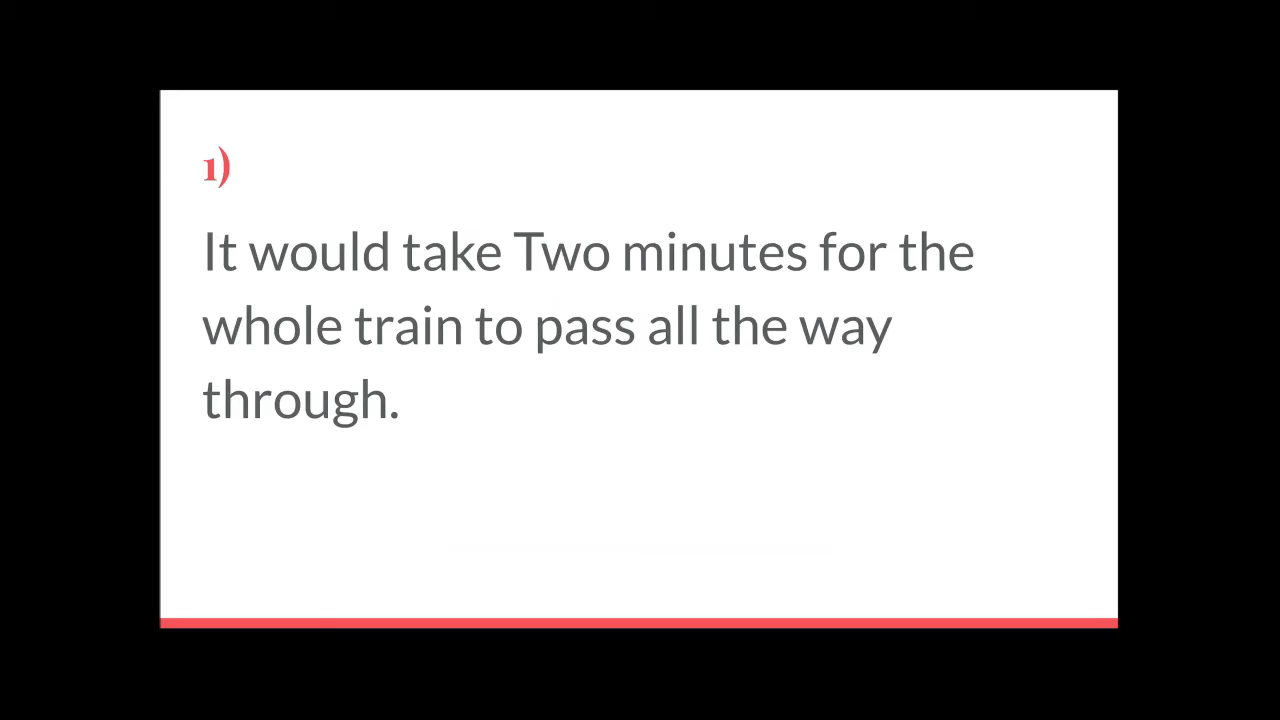 1)
It would take Two minutes for the
whole train to pass all the way
through.